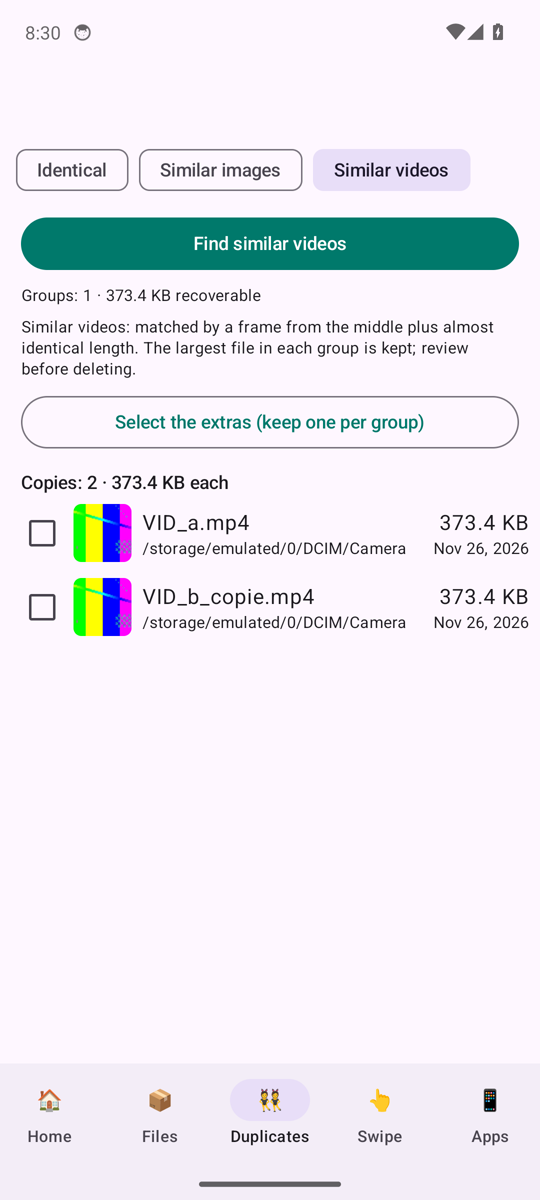 8:30
Identical
Similar images
Similar videos
Find similar videos
Groups: 1 · 373.4 KB recoverable
Similar videos: matched by a frame from the middle plus almost
identical length. The largest file in each group is kept; review
before deleting.
Select the extras (keep one per group)
Copies: 2 · 373.4 KB each
VID_a.mp4 373.4 KB
/storage/emulated/0/DCIM/Camera Nov 26, 2026
VID_b_copie.mp4 373.4 KB
/storage/emulated/0/DCIM/Camera Nov 26, 2026
Home
Files
Duplicates
Swipe
Apps